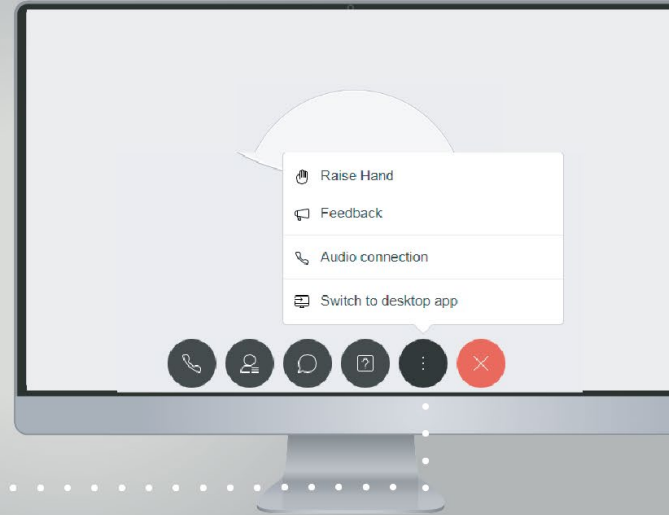 Raise Hand
Feedback
Audio connection
Switch to desktop app
?